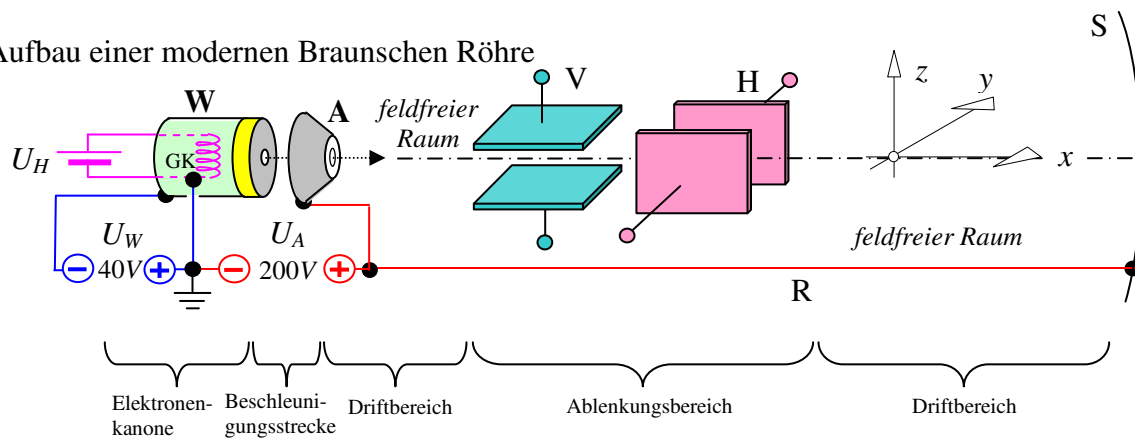 Aufbau einer modernen Braunschen Röhre
S
W
A
V
H
feldfreier
Raum
z
y
x
U_H
GK
U_W
40V
U_A
200V
feldfreier Raum
R
Elektronen-
kanone
Beschleuni-
gungsstrecke
Driftbereich
Ablenkungsbereich
Driftbereich